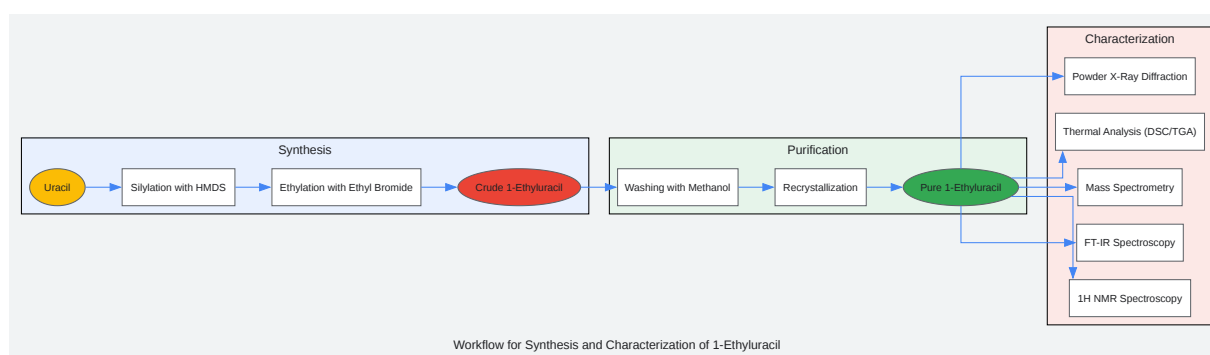 Synthesis
Uracil
Silylation with HMDS
Ethylation with Ethyl Bromide
Crude 1-Ethyluracil
Purification
Washing with Methanol
Recrystallization
Pure 1-Ethyluracil
Characterization
Powder X-Ray Diffraction
Thermal Analysis (DSC/TGA)
Mass Spectrometry
FT-IR Spectroscopy
1H NMR Spectroscopy
Workflow for Synthesis and Characterization of 1-Ethyluracil